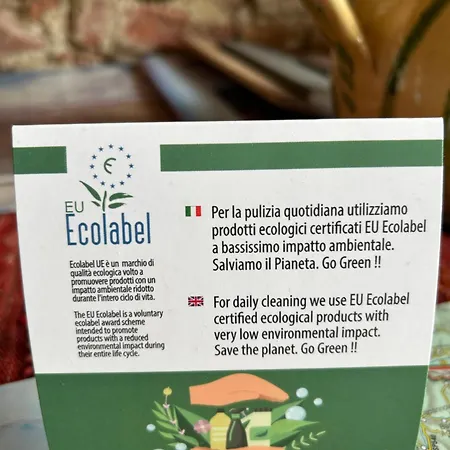 EU
Ecolabel
Ecolabel UE è un marchio di
qualità ecologica volto a
promuovere prodotti con un
impatto ambientale ridotto
durante l'intero ciclo di vita.
The EU Ecolabel is a voluntary
ecolabel award scheme
intended to promote
products with a reduced
environmental impact during
their entire life cycle.
Per la pulizia quotidiana utilizziamo
prodotti ecologici certificati EU Ecolabel
a bassissimo impatto ambientale.
Salviamo il Pianeta. Go Green !!
For daily cleaning we use EU Ecolabel
certified ecological products with
very low environmental impact.
Save the planet. Go Green !!